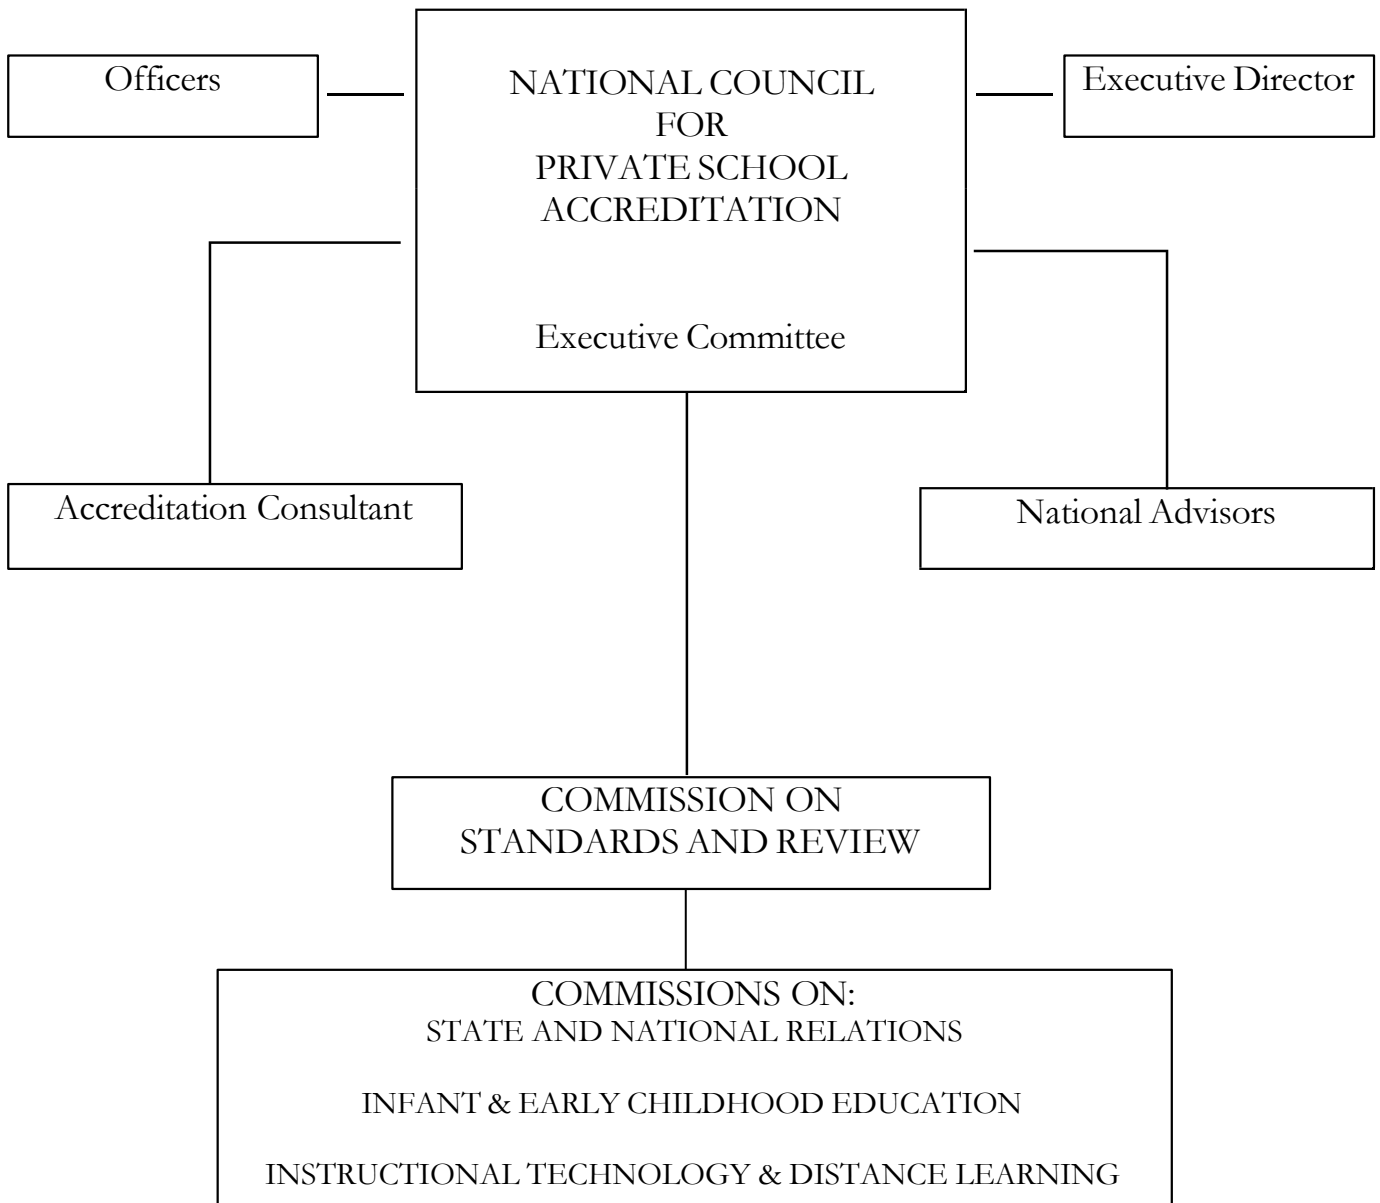 Officers
NATIONAL COUNCIL
FOR
PRIVATE SCHOOL
ACCREDITATION
Executive Committee
Executive Director
Accreditation Consultant
National Advisors
COMMISSION ON
STANDARDS AND REVIEW
COMMISSIONS ON:
STATE AND NATIONAL RELATIONS
INFANT & EARLY CHILDHOOD EDUCATION
INSTRUCTIONAL TECHNOLOGY & DISTANCE LEARNING